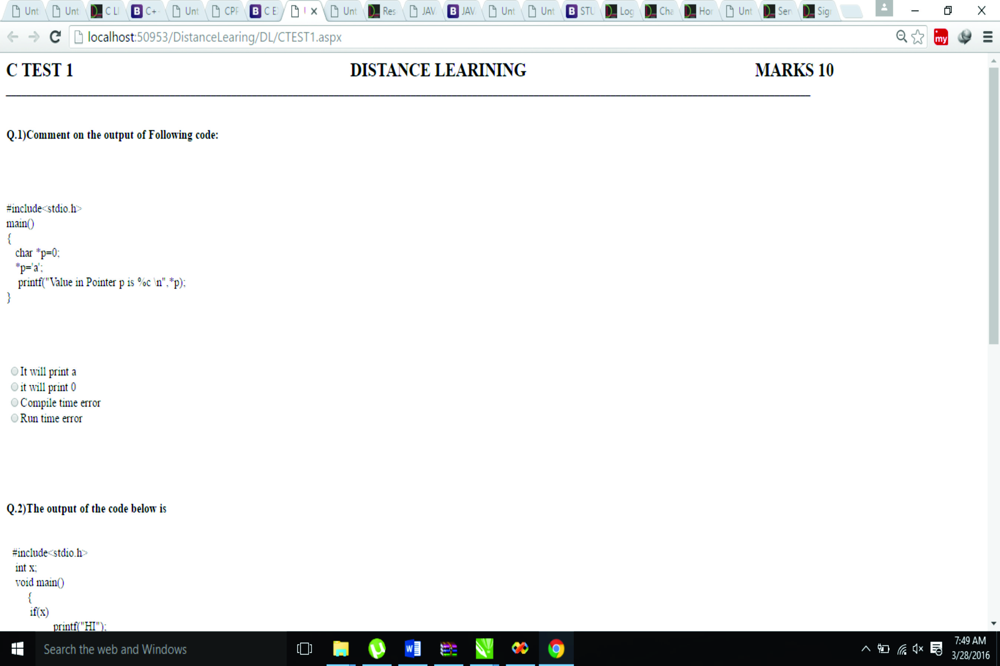 Unt Unt C LI C+ Unt CPP C E Unt Res JAV JAV Unt Unt STU Log Cha Hor Unt Ser Sig
localhost:50953/DistanceLearing/DL/CTEST1.aspx my
C TEST 1 DISTANCE LEARINING MARKS 10
Q.1)Comment on the output of Following code:
#include<stdio.h>
main()
{
char *p=0;
*p='a';
printf("Value in Pointer p is %c \n",*p);
}
It will print a
it will print 0
Compile time error
Run time error
Q.2)The output of the code below is
#include<stdio.h>
int x;
void main()
{
if(x)
printf("HI");
Search the web and Windows
7:49 AM
3/28/2016